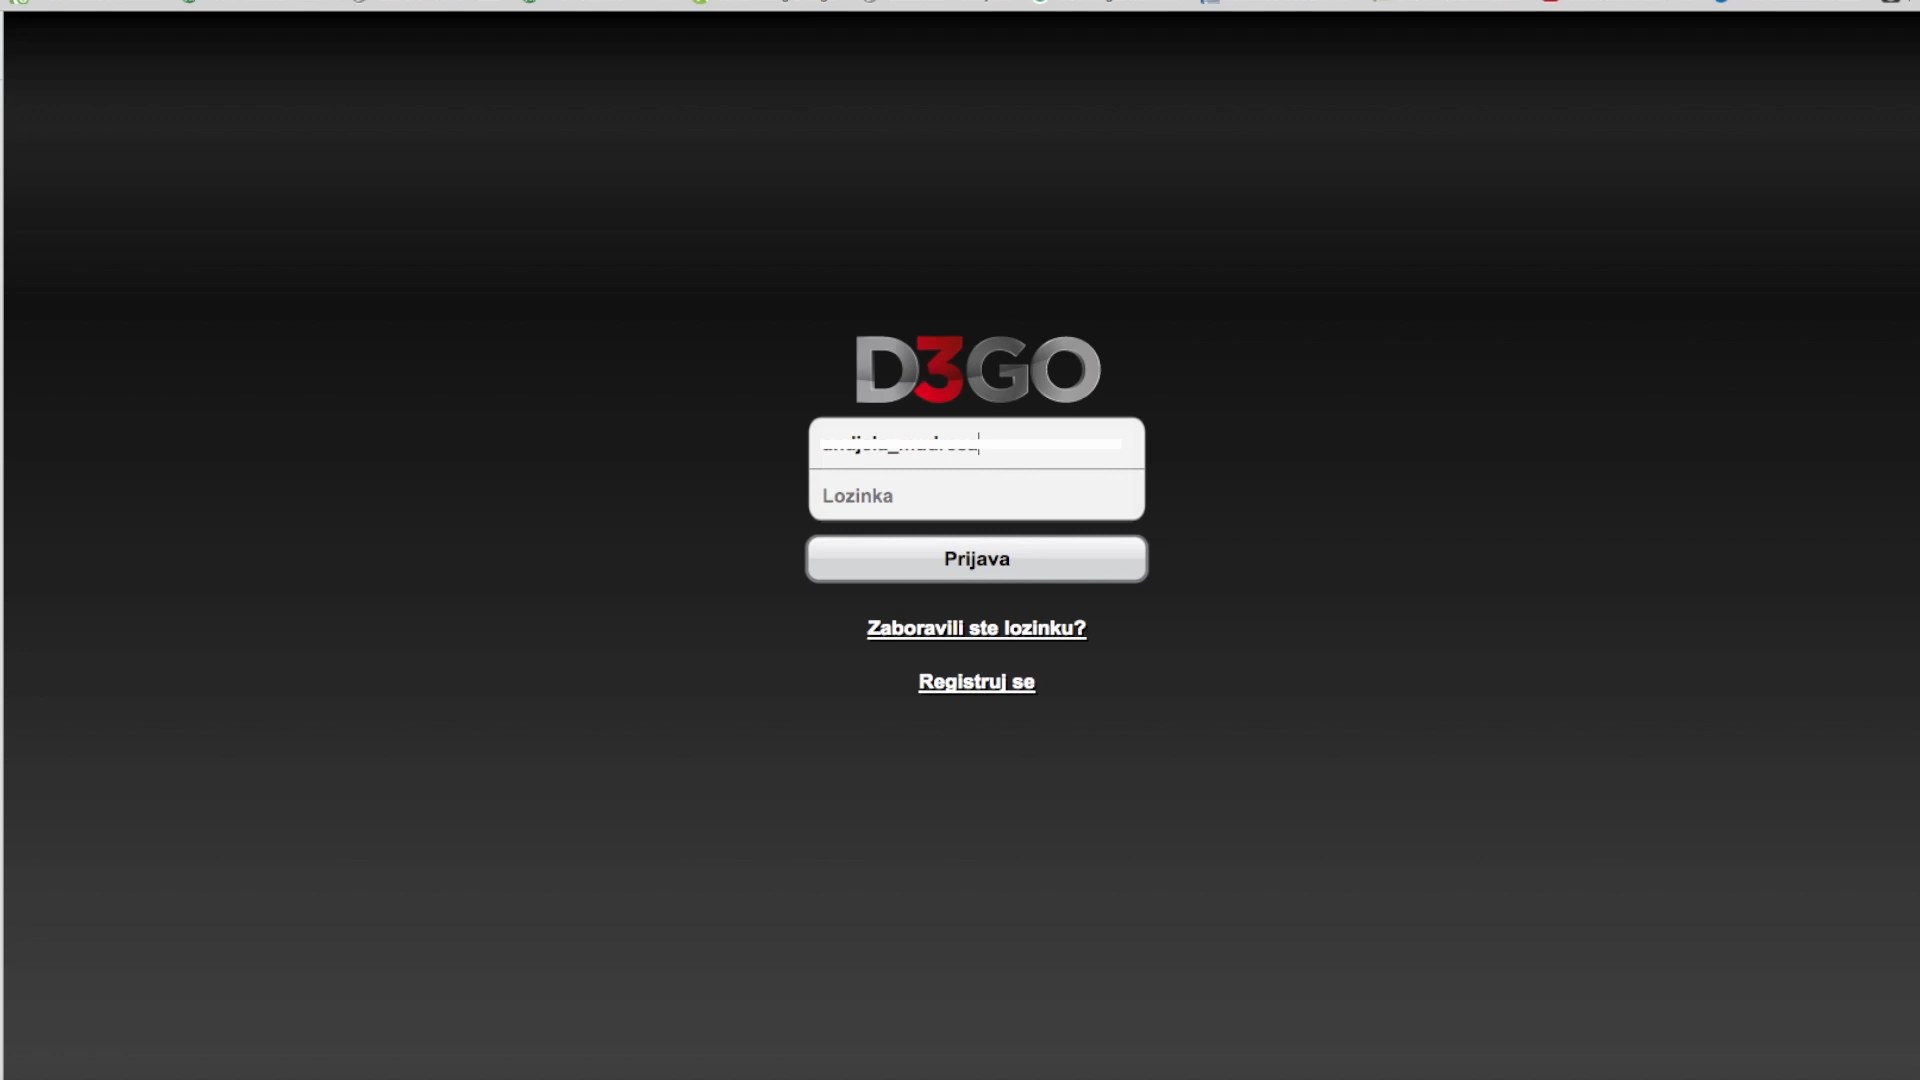 D3GO
Lozinka
Prijava
Zaboravili ste lozinku?
Registruj se